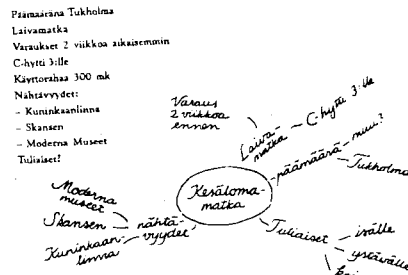 Päämääränä Tukholma
Laivamatka
Varaukset 2 viikkoa aikaisemmin
C-hytti 3:lle
Käyttorahaa 300 mk
Nähtävyydet:
- Kuninkaanlinna
- Skansen
- Moderna Museet
Tuliaiset?
Varaus
2 viikkoa
ennen
Laiva-
matka
C-hytti 3:lle
päämäärä
muu?
Tukholma
Kesäloma-
matka
Moderna
museet
Skansen
Kuninkaan-
linna
nähtä-
vyydet
Tuliaiset
isälle
ystävälle